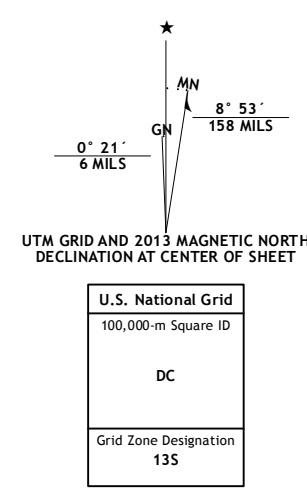 ★
MN
GN
8° 53´
158 MILS
0° 21´
6 MILS
UTM GRID AND 2013 MAGNETIC NORTH
DECLINATION AT CENTER OF SHEET
U.S. National Grid
100,000-m Square ID
DC
Grid Zone Designation
13S